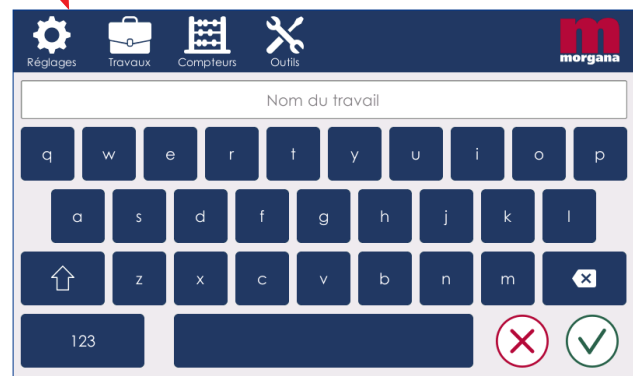 Réglages Travaux Compteurs Outils
m
morgana
Nom du travail
q w e r t y u i o p
a s d f g h j k l
z x c v b n m
123